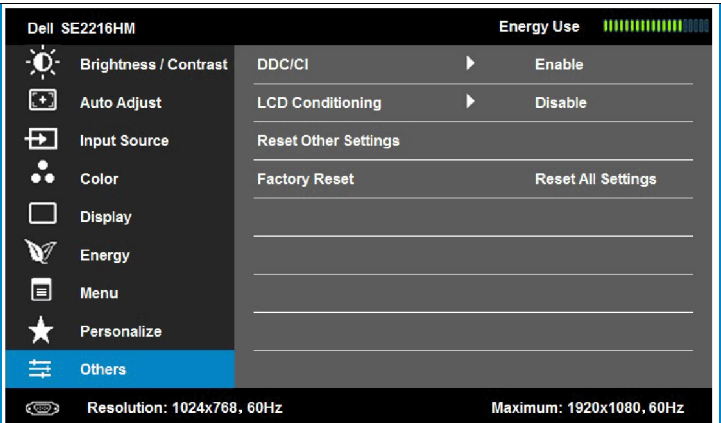 Dell SE2216HM Energy Use
Brightness / Contrast DDC/CI Enable
Auto Adjust LCD Conditioning Disable
Input Source Reset Other Settings
Color Factory Reset Reset All Settings
Display
Energy
Menu
Personalize
Others
Resolution: 1024x768, 60Hz Maximum: 1920x1080, 60Hz